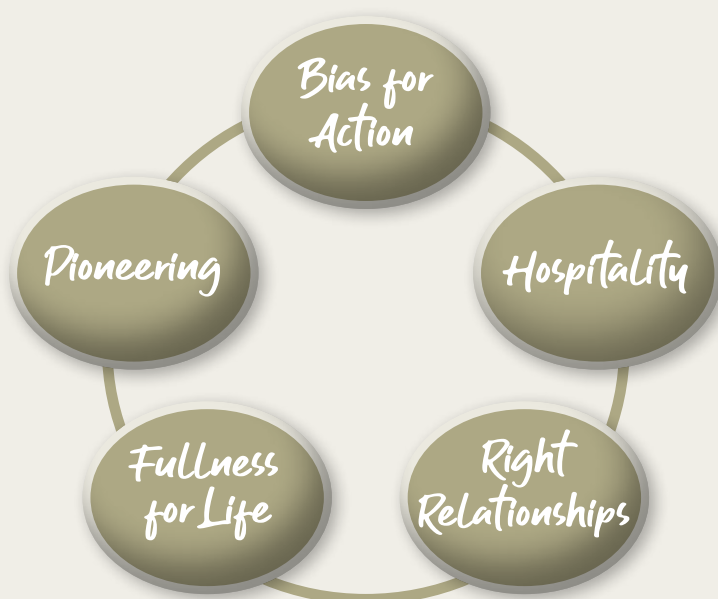 Bias for
Action
Pioneering
Hospitality
Fullness
for Life
Right
Relationships